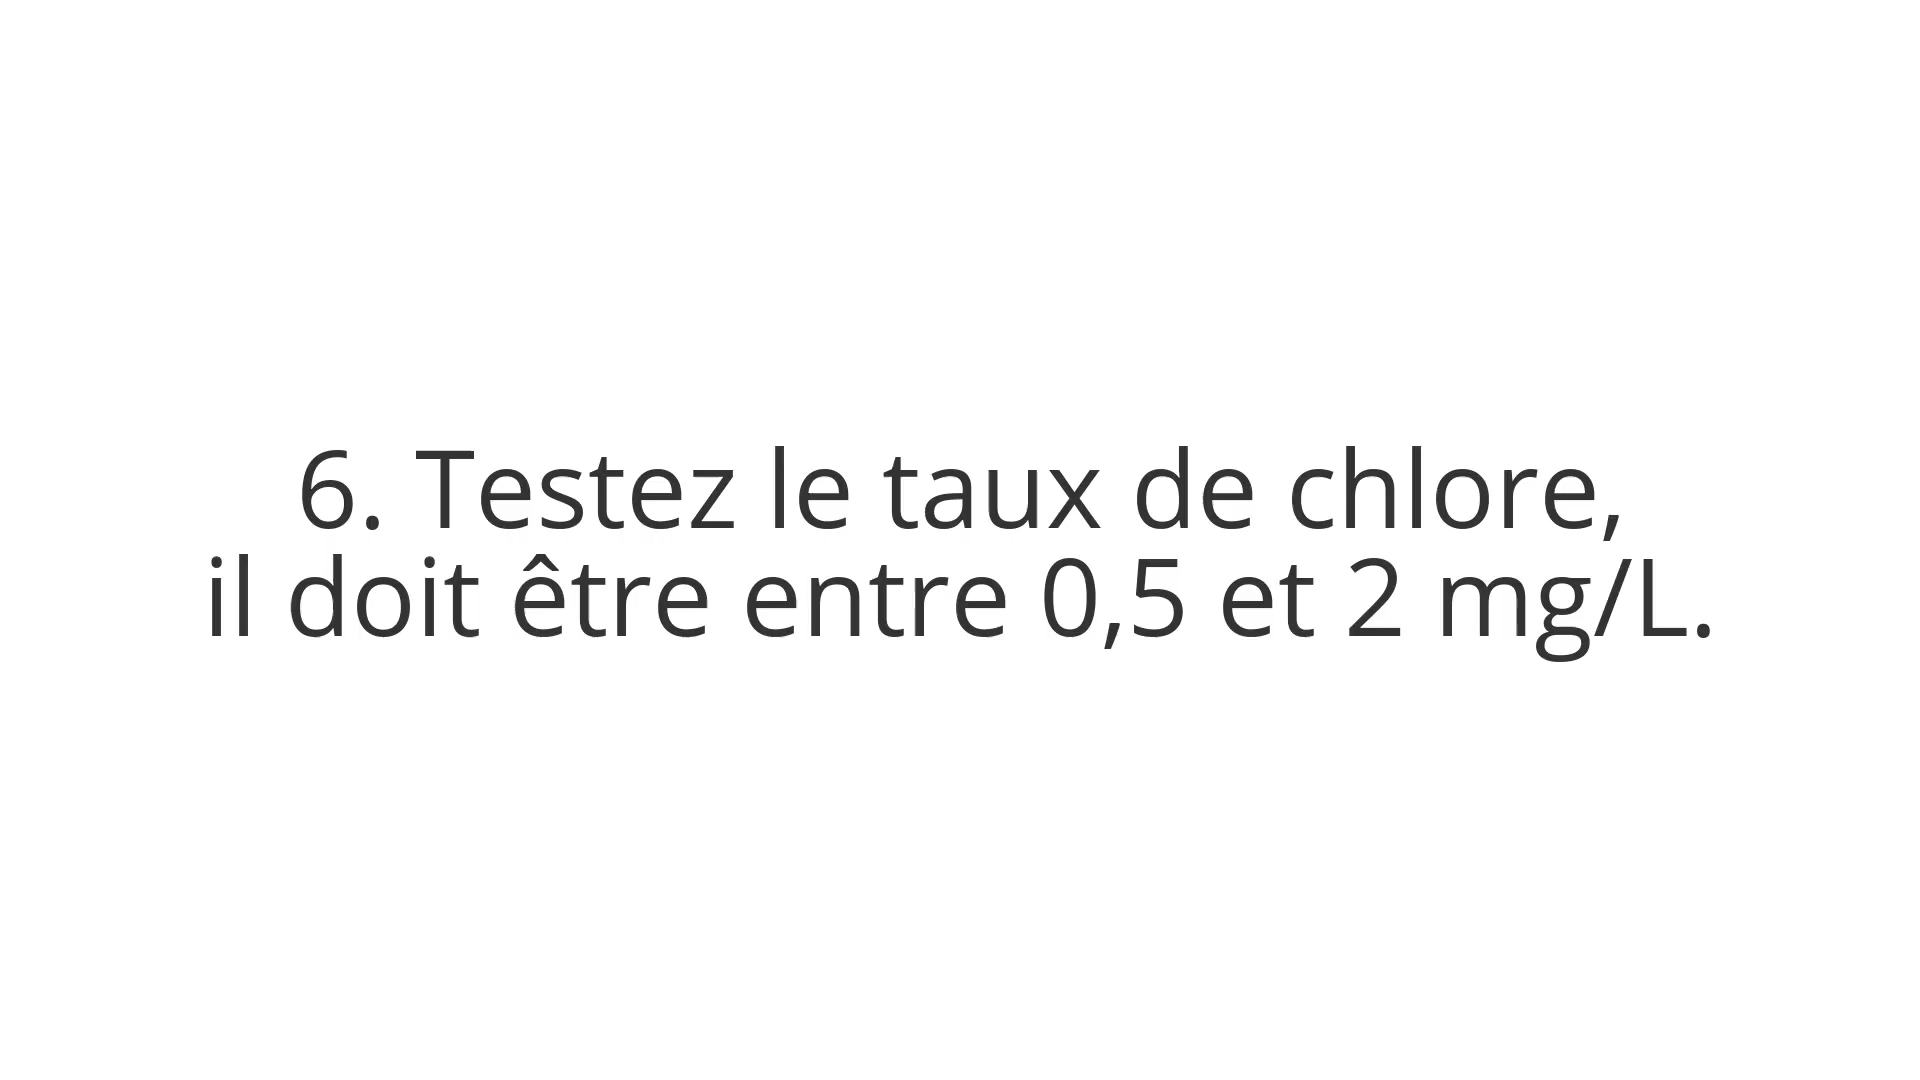 6. Testez le taux de chlore,
il doit être entre 0,5 et 2 mg/L.